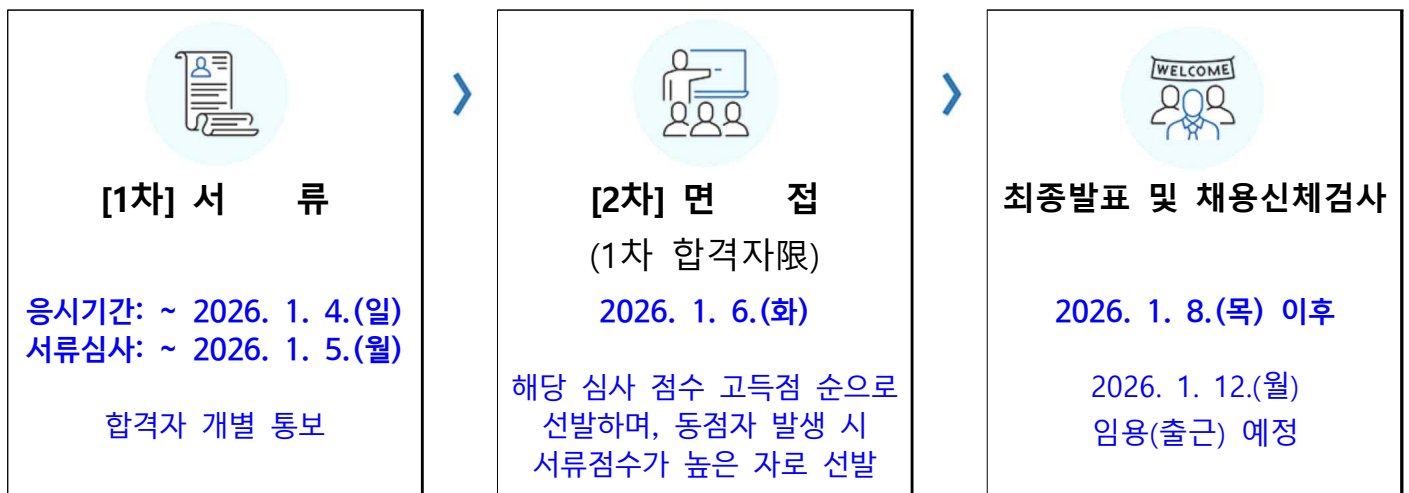 [1차] 서 류
응시기간: ~ 2026. 1. 4.(일)
서류심사: ~ 2026. 1. 5.(월)
합격자 개별 통보
[2차] 면 접
(1차 합격자限)
2026. 1. 6.(화)
해당 심사 점수 고득점 순으로
선발하며, 동점자 발생 시
서류점수가 높은 자로 선발
WELCOME
최종발표 및 채용신체검사
2026. 1. 8.(목) 이후
2026. 1. 12.(월)
임용(출근) 예정